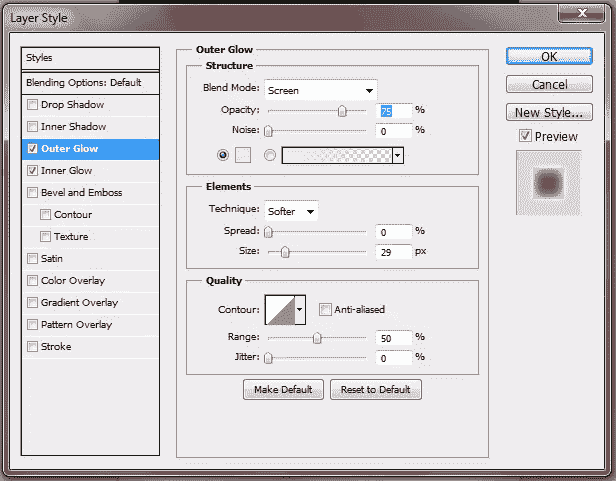 Layer Style
Styles
Blending Options: Default
Drop Shadow
Inner Shadow
Outer Glow
Inner Glow
Bevel and Emboss
Contour
Texture
Satin
Color Overlay
Gradient Overlay
Pattern Overlay
Stroke
Outer Glow
Structure
Blend Mode: Screen
Opacity: 75 %
Noise: 0 %
Elements
Technique: Softer
Spread: 0 %
Size: 29 px
Quality
Contour: Anti-aliased
Range: 50 %
Jitter: 0 %
Make Default Reset to Default
OK
Cancel
New Style...
Preview